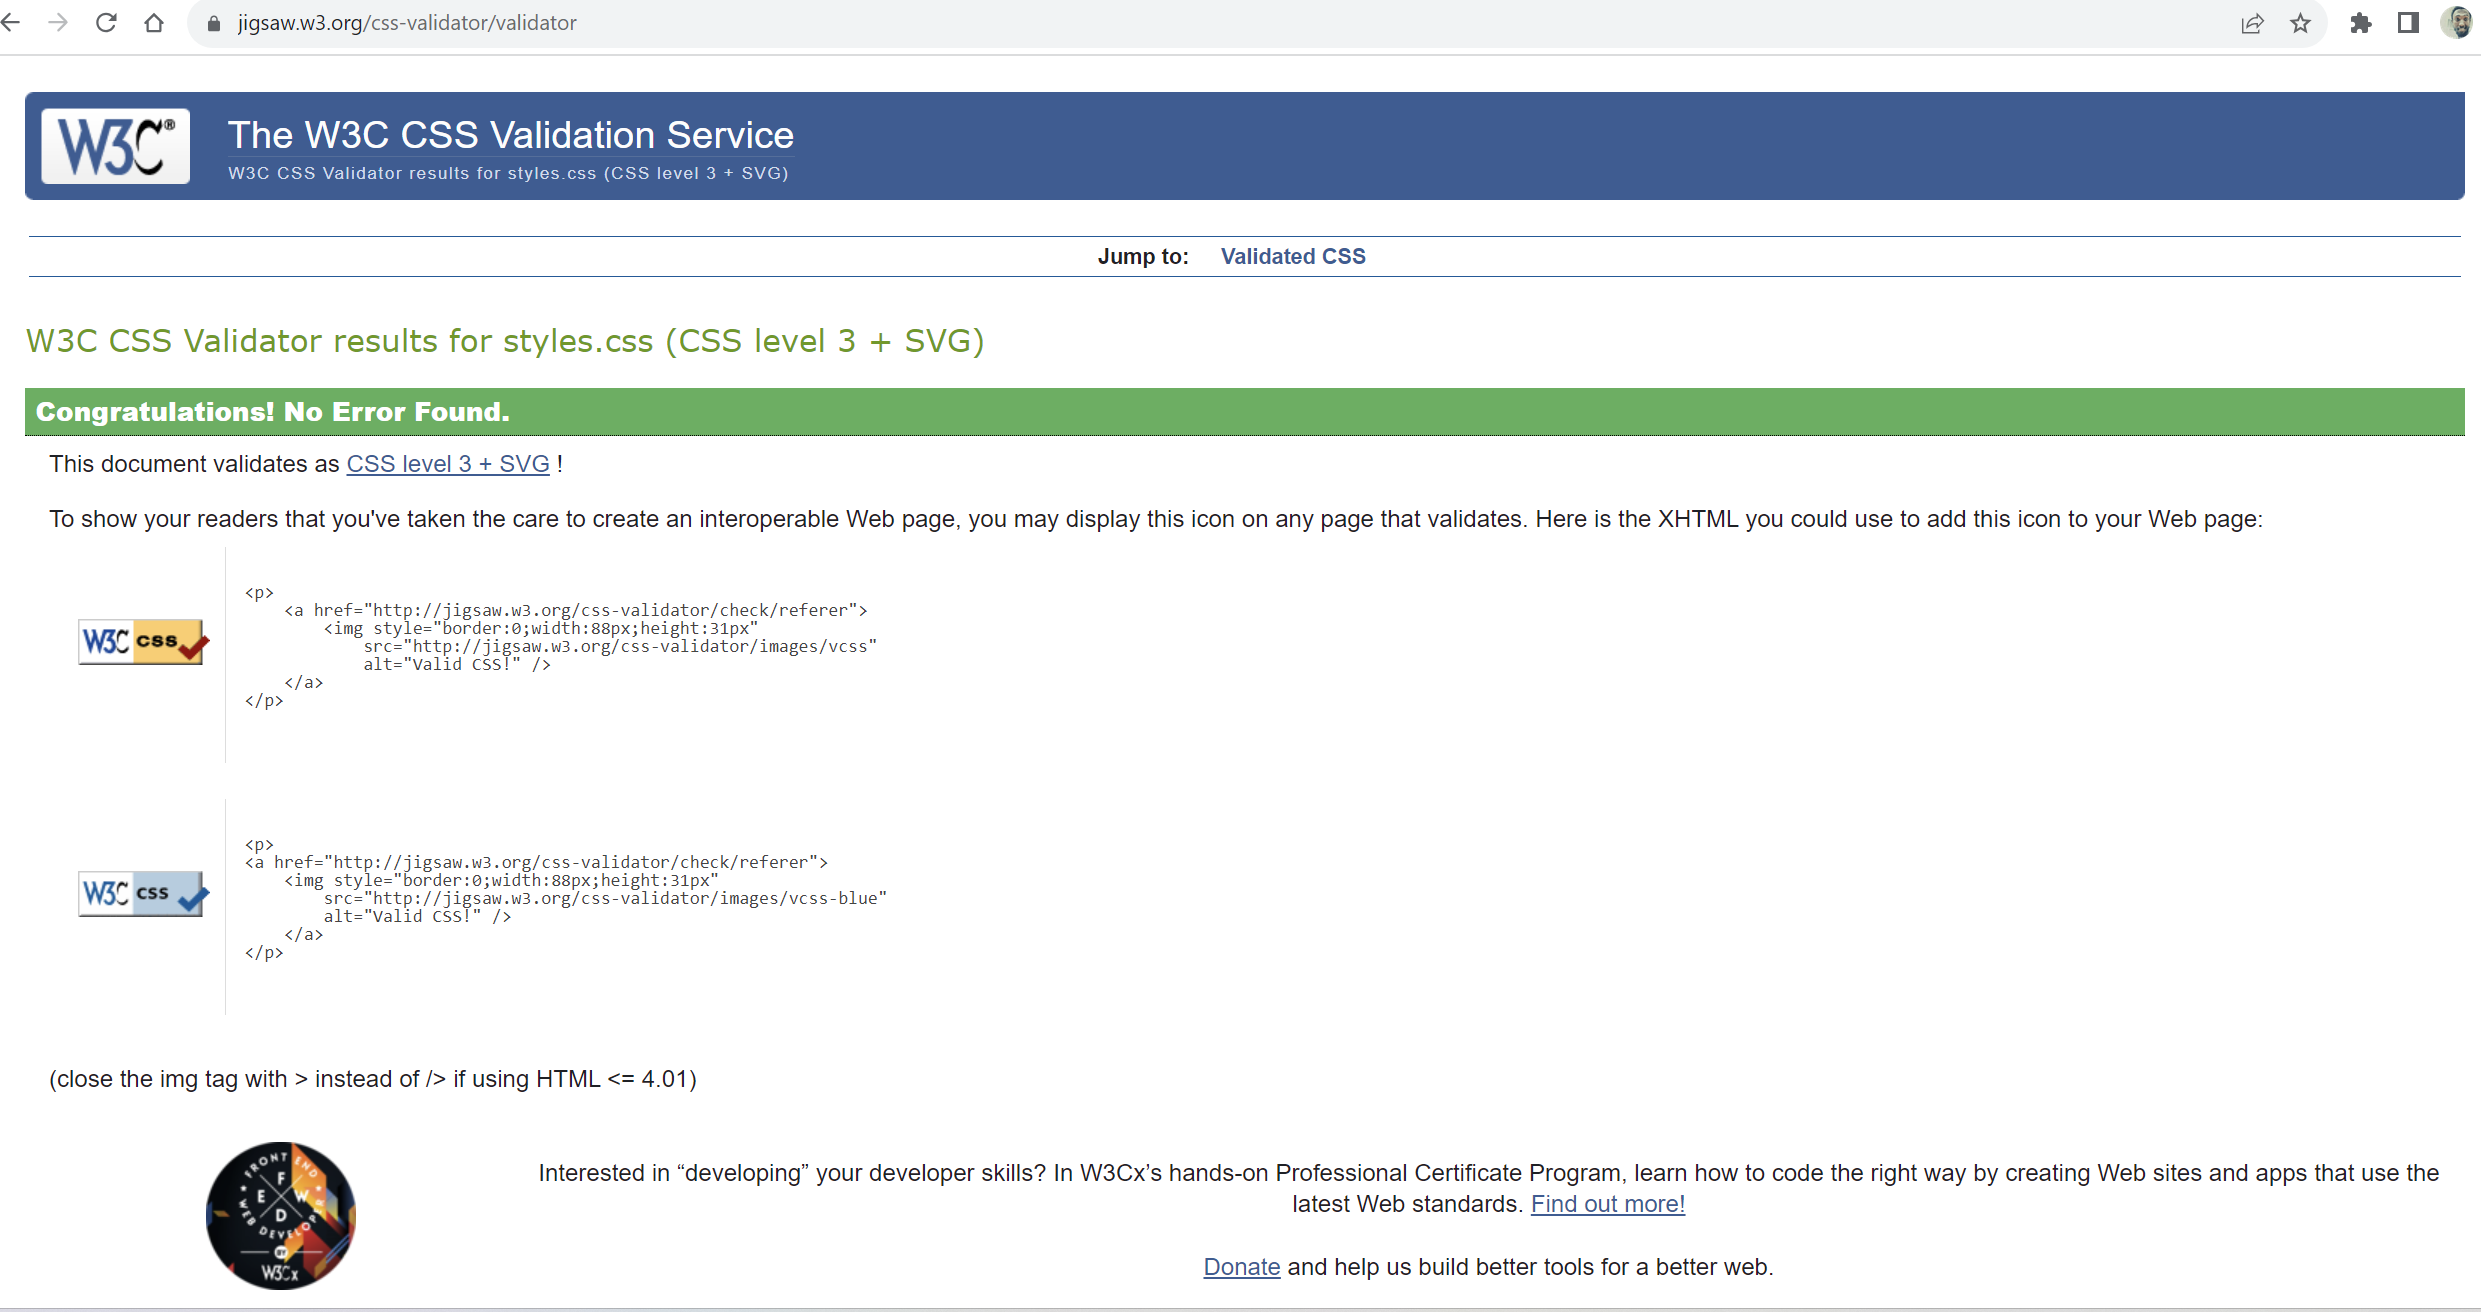 jigsaw.w3.org/css-validator/validator
W3C®
The W3C CSS Validation Service
W3C CSS Validator results for styles.css (CSS level 3 + SVG)
Jump to: Validated CSS
W3C CSS Validator results for styles.css (CSS level 3 + SVG)
Congratulations! No Error Found.
This document validates as CSS level 3 + SVG !
To show your readers that you've taken the care to create an interoperable Web page, you may display this icon on any page that validates. Here is the XHTML you could use to add this icon to your Web page:
W3C css
<p>
    <a href="http://jigsaw.w3.org/css-validator/check/referer">
        <img style="border:0;width:88px;height:31px"
            src="http://jigsaw.w3.org/css-validator/images/vcss"
            alt="Valid CSS!" />
    </a>
</p>
W3C css
<p>
<a href="http://jigsaw.w3.org/css-validator/check/referer">
    <img style="border:0;width:88px;height:31px"
        src="http://jigsaw.w3.org/css-validator/images/vcss-blue"
        alt="Valid CSS!" />
    </a>
</p>
(close the img tag with > instead of /> if using HTML <= 4.01)
FRONT END
F
E W
D
WEB DEVELOPER
BY
W3Cx
Interested in “developing” your developer skills? In W3Cx’s hands-on Professional Certificate Program, learn how to code the right way by creating Web sites and apps that use the
latest Web standards. Find out more!
Donate and help us build better tools for a better web.